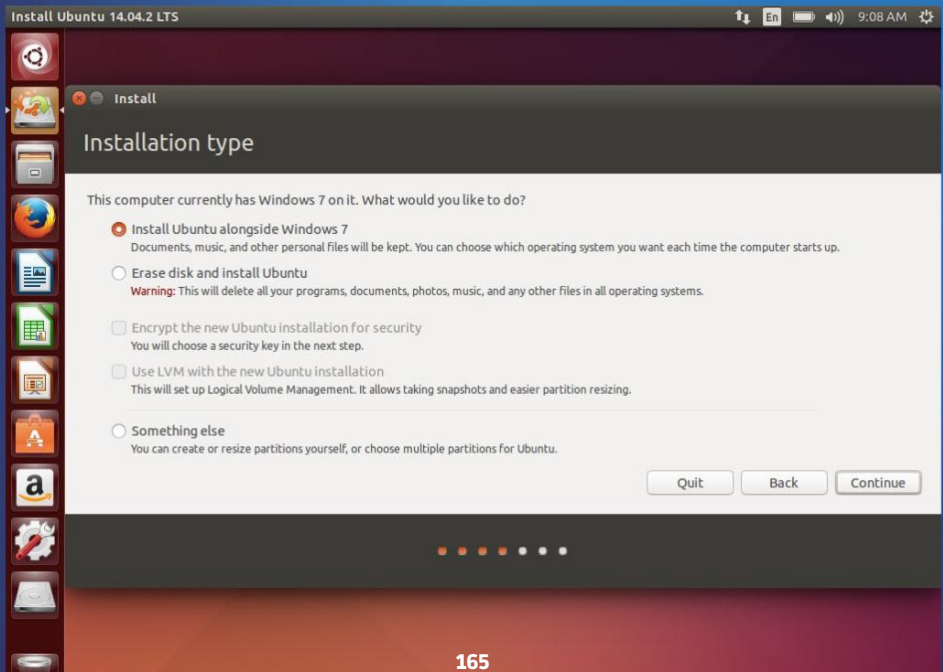 Install Ubuntu 14.04.2 LTS
En
9:08 AM
Install
Installation type
This computer currently has Windows 7 on it. What would you like to do?
Install Ubuntu alongside Windows 7
Documents, music, and other personal files will be kept. You can choose which operating system you want each time the computer starts up.
Erase disk and install Ubuntu
Warning: This will delete all your programs, documents, photos, music, and any other files in all operating systems.
Encrypt the new Ubuntu installation for security
You will choose a security key in the next step.
Use LVM with the new Ubuntu installation
This will set up Logical Volume Management. It allows taking snapshots and easier partition resizing.
Something else
You can create or resize partitions yourself, or choose multiple partitions for Ubuntu.
Quit
Back
Continue
A
a
165